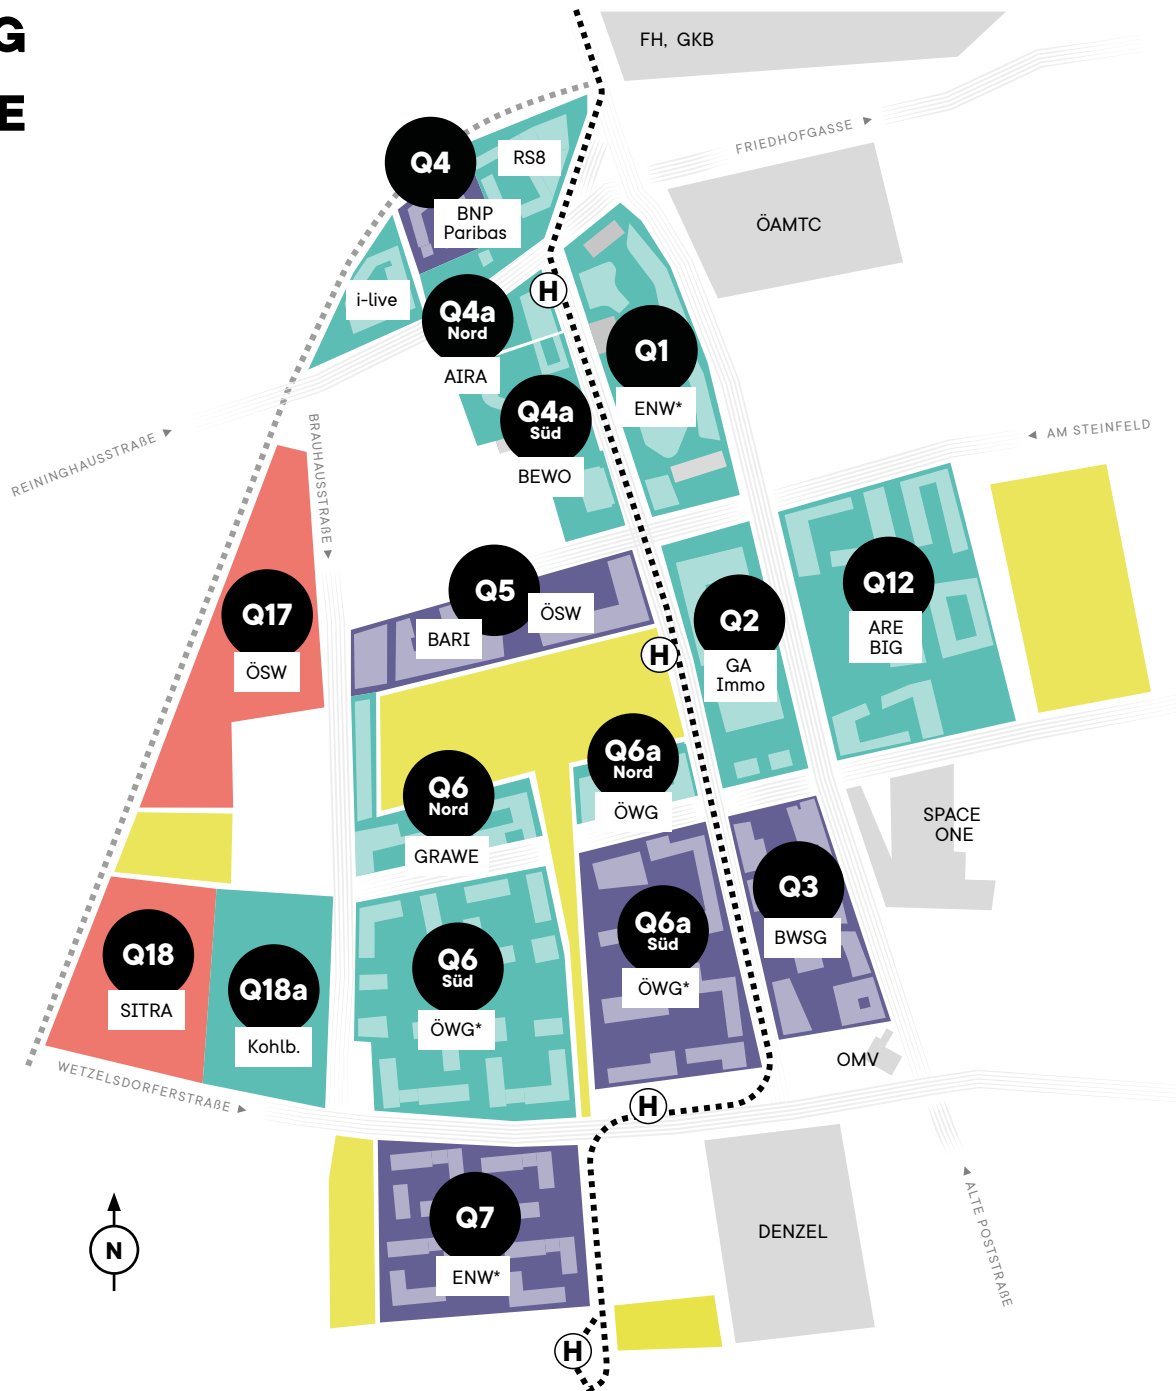 G
E
FH, GKB
FRIEDHOFGASSE
Q4
RS8
BNP
Paribas
ÖAMTC
i-live
H
Q4a
Nord
AIRA
Q1
ENW*
Q4a
Süd
BEWO
REININGHAUSSTRAßE
BRAUHAUSSTRAßE
AM STEINFELD
Q17
ÖSW
Q5
BARI
ÖSW
Q12
ARE
BIG
Q2
GA
Immo
H
Q6
Nord
GRAWE
Q6a
Nord
ÖWG
SPACE
ONE
Q3
BWSG
Q18
SITRA
Q18a
Kohlb.
Q6
Süd
ÖWG*
Q6a
Süd
ÖWG*
OMV
WETZELSDORFERSTRAßE
H
ALTE POSTSTRAßE
Q7
ENW*
DENZEL
N
H